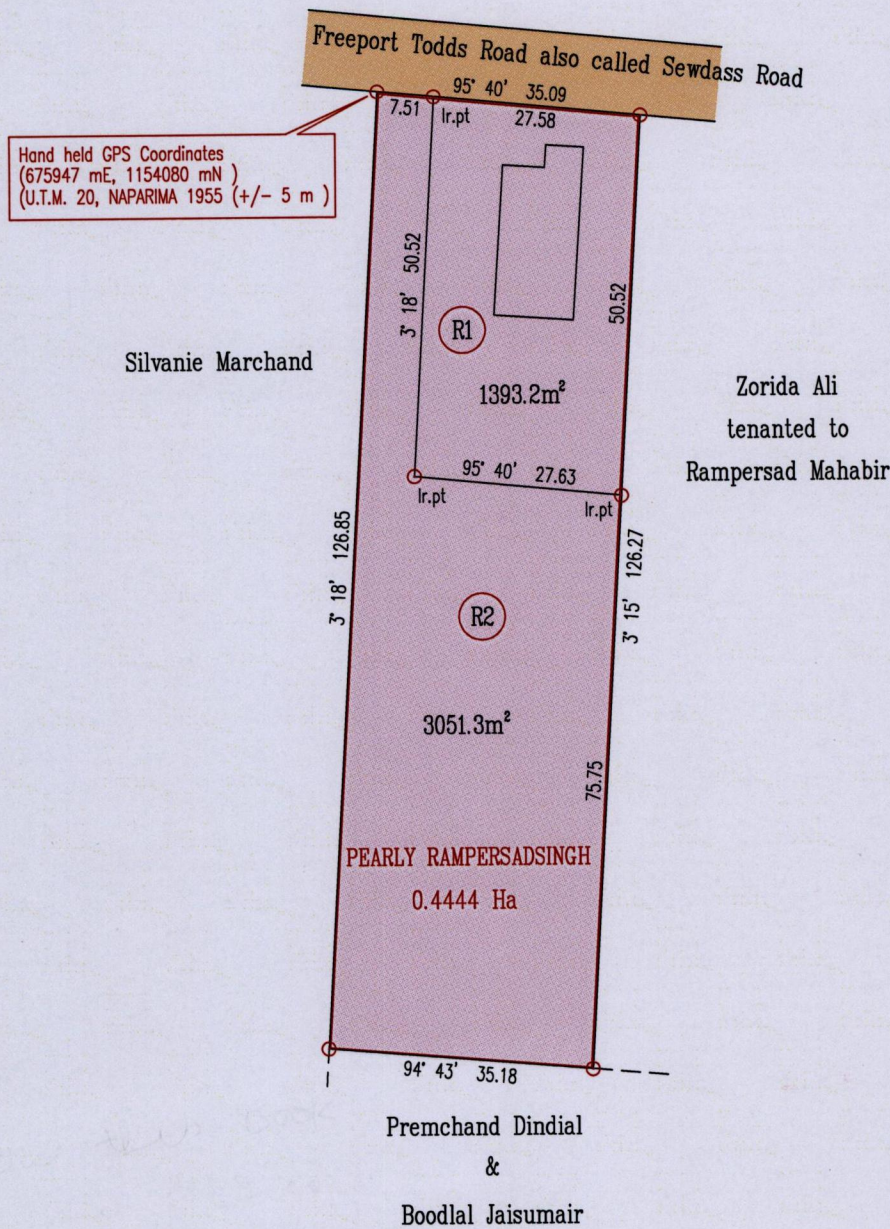 Freeport Todds Road also called Sewdass Road
95° 40' 35.09
7.51 Ir.pt 27.58
Hand held GPS Coordinates
(675947 mE, 1154080 mN )
(U.T.M. 20, NAPARIMA 1955 (+/- 5 m )
3° 18' 50.52
50.52
R1
Silvanie Marchand
1393.2m²
Zorida Ali
tenanted to
Rampersad Mahabir
95° 40' 27.63
Ir.pt
Ir.pt
3° 18' 126.85
3° 15' 126.27
R2
3051.3m²
75.75
PEARLY RAMPERSADSINGH
0.4444 Ha
94° 43' 35.18
Premchand Dindial
&
Boodlal Jaisumair